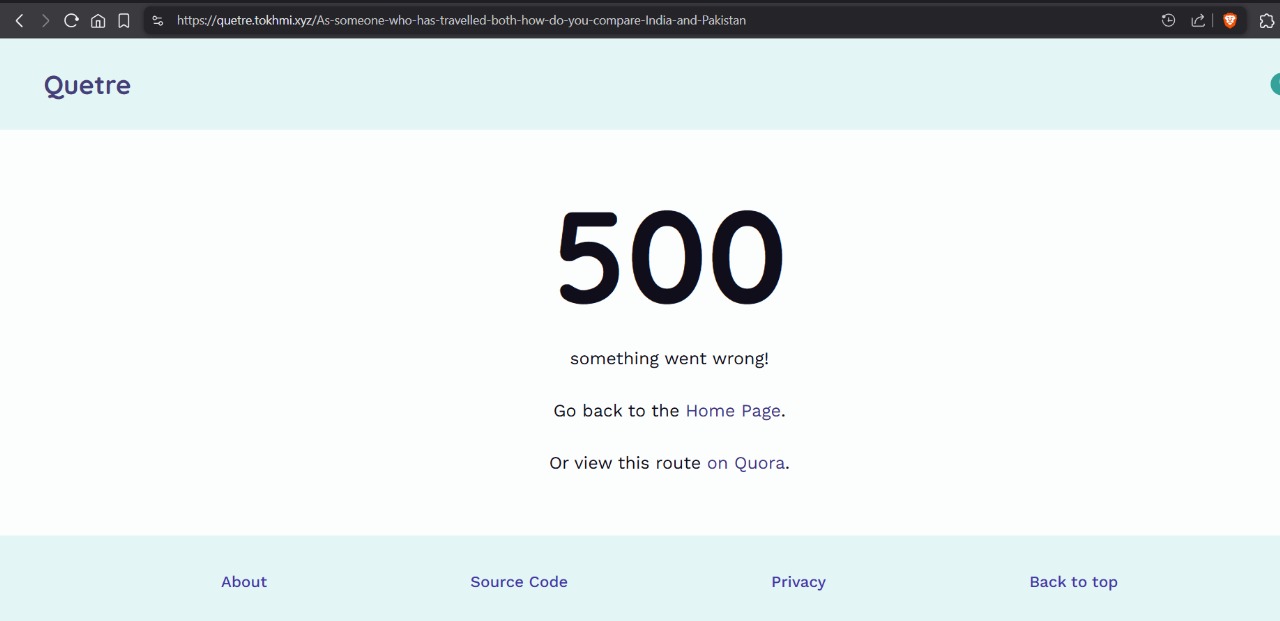 https://quetre.tokhmi.xyz/As-someone-who-has-travelled-both-how-do-you-compare-India-and-Pakistan
Quetre
500
something went wrong!
Go back to the Home Page.
Or view this route on Quora.
About Source Code Privacy Back to top